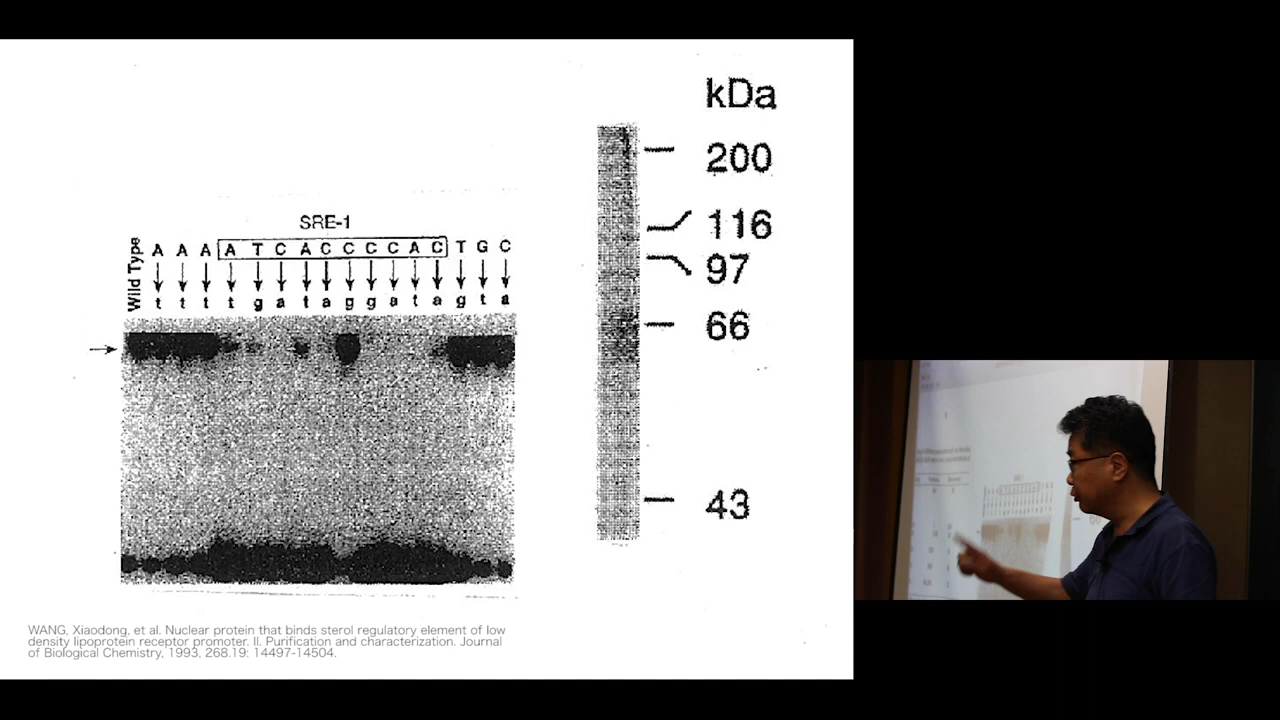 kDa
200
116
97
66
43
SRE-1
Wild Type
A A A A T C A C C C C A C T G C
t t t t g a t a g g a t a g t a
WANG, Xiaodong, et al. Nuclear protein that binds sterol regulatory element of low
density lipoprotein receptor promoter. II. Purification and characterization. Journal
of Biological Chemistry, 1993, 268.19: 14497-14504.